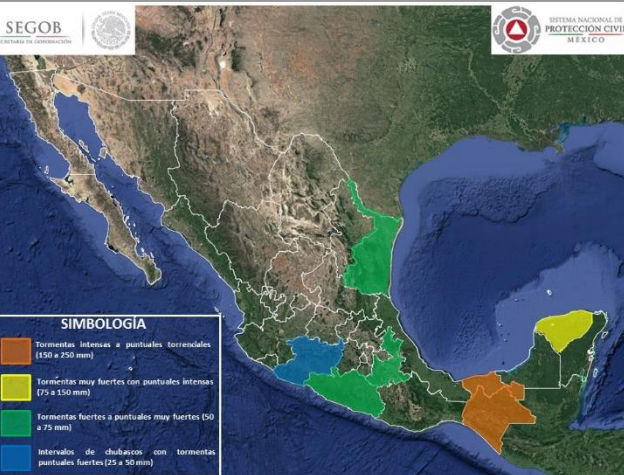 SEGOB
SECRETARÍA DE GOBERNACIÓN
SISTEMA NACIONAL DE
PROTECCIÓN CIVIL
MÉXICO
SIMBOLOGÍA
Tormentas intensas a puntuales torrenciales
(150 a 250 mm)
Tormentas muy fuertes con puntuales intensas
(75 a 150 mm)
Tormentas fuertes a puntuales muy fuertes (50
a 75 mm)
Intervalos de chubascos con tormentas
puntuales fuertes (25 a 50 mm)